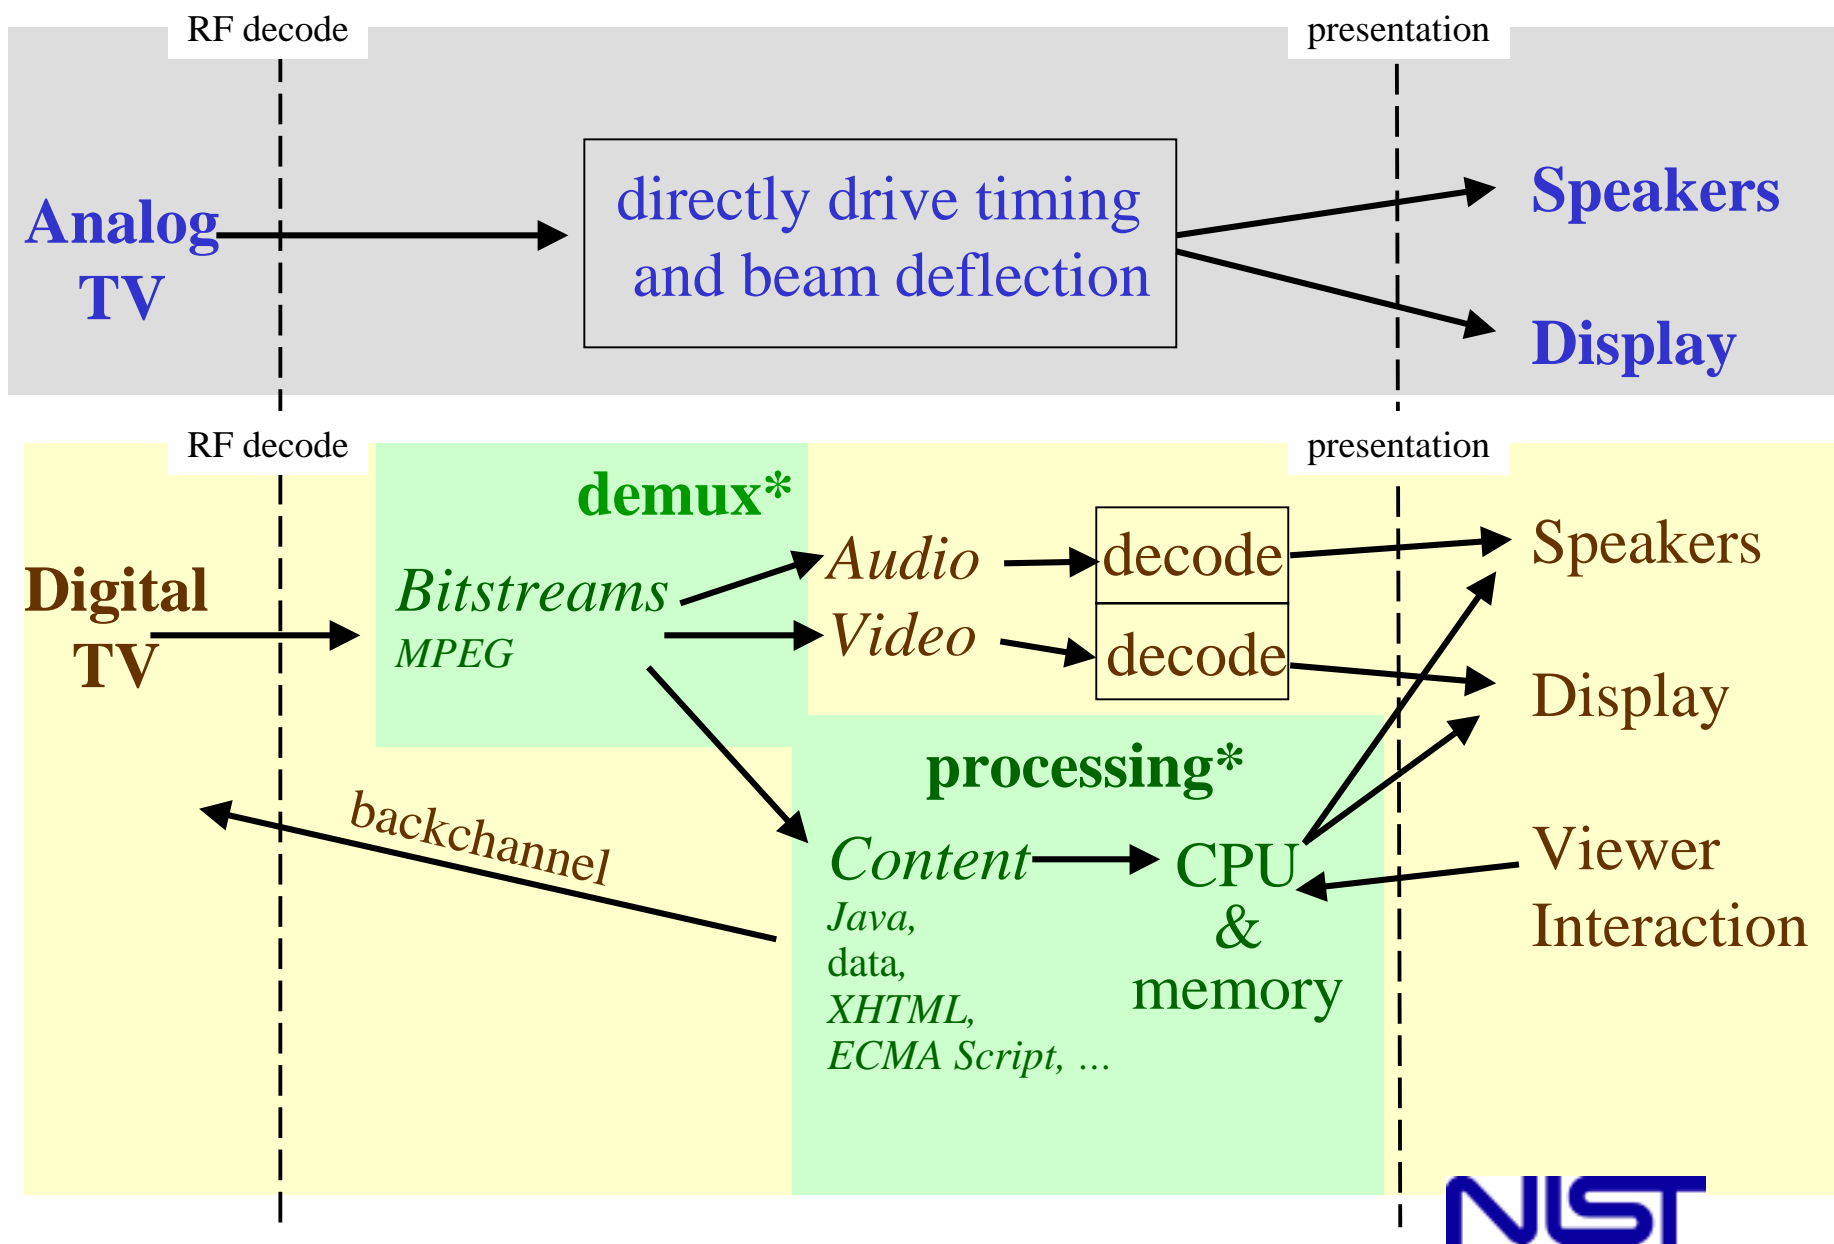 RF decode
presentation
Analog
TV
directly drive timing
and beam deflection
Speakers
Display
RF decode
presentation
demux*
Digital
TV
Bitstreams
MPEG
Audio
decode
Video
decode
Speakers
Display
processing*
backchannel
Content
Java,
data,
XHTML,
ECMA Script, ...
CPU
&
memory
Viewer
Interaction
NIST